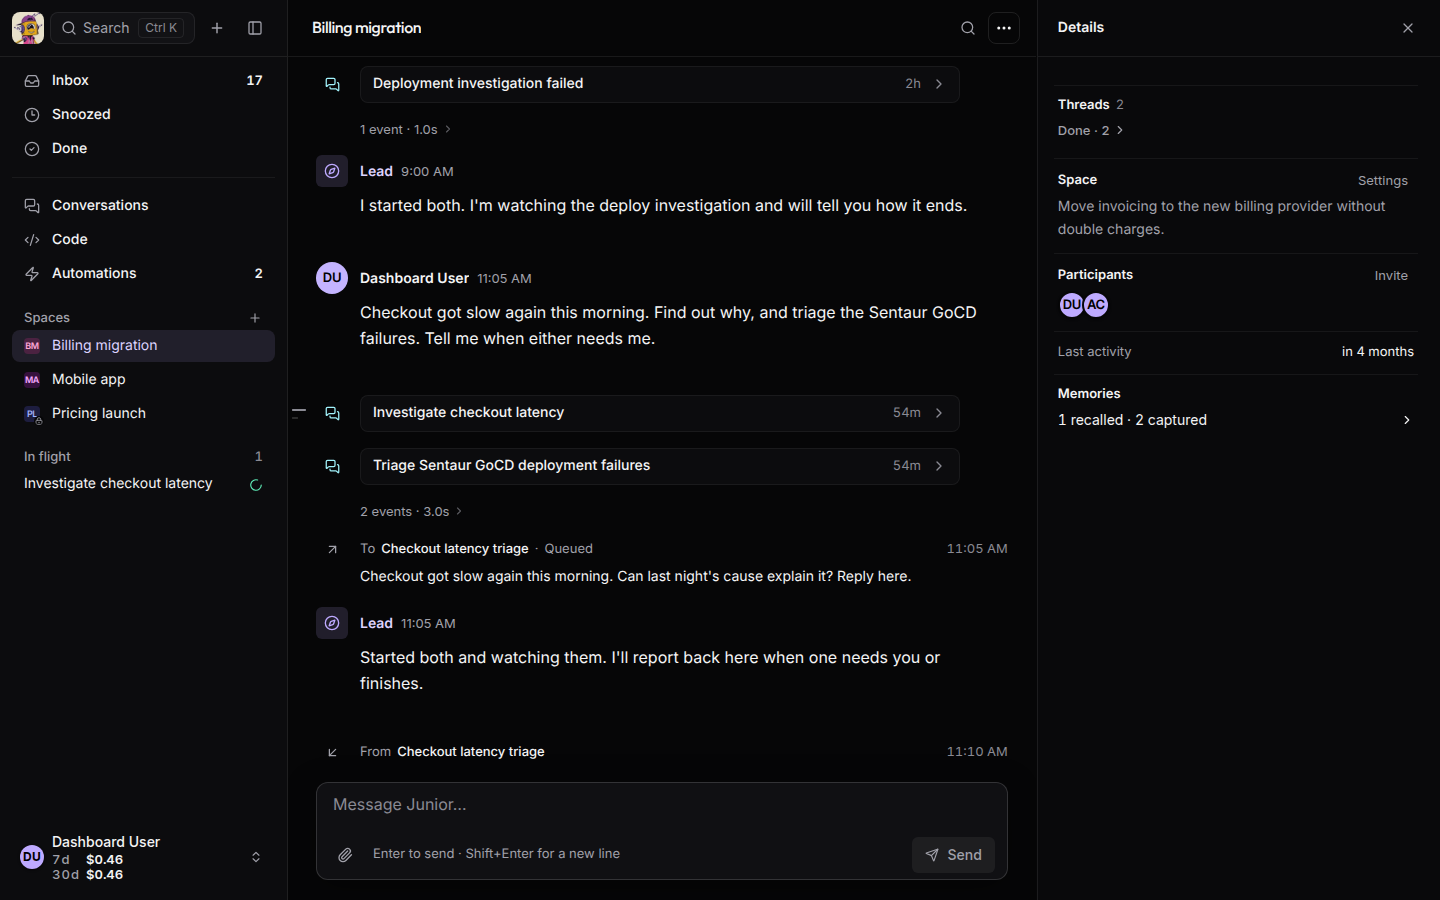 Search Ctrl K
Inbox 17
Snoozed
Done
Conversations
Code
Automations 2
Spaces
BM Billing migration
MA Mobile app
PL Pricing launch
In flight 1
Investigate checkout latency
DU Dashboard User
7d $0.46
30d $0.46
Billing migration
Deployment investigation failed 2h
1 event · 1.0s
Lead 9:00 AM
I started both. I'm watching the deploy investigation and will tell you how it ends.
DU Dashboard User 11:05 AM
Checkout got slow again this morning. Find out why, and triage the Sentaur GoCD
failures. Tell me when either needs me.
Investigate checkout latency 54m
Triage Sentaur GoCD deployment failures 54m
2 events · 3.0s
To Checkout latency triage · Queued 11:05 AM
Checkout got slow again this morning. Can last night's cause explain it? Reply here.
Lead 11:05 AM
Started both and watching them. I'll report back here when one needs you or
finishes.
From Checkout latency triage 11:10 AM
Message Junior...
Enter to send · Shift+Enter for a new line
Send
Details
Threads 2
Done · 2
Space Settings
Move invoicing to the new billing provider without
double charges.
Participants Invite
DU AC
Last activity in 4 months
Memories
1 recalled · 2 captured